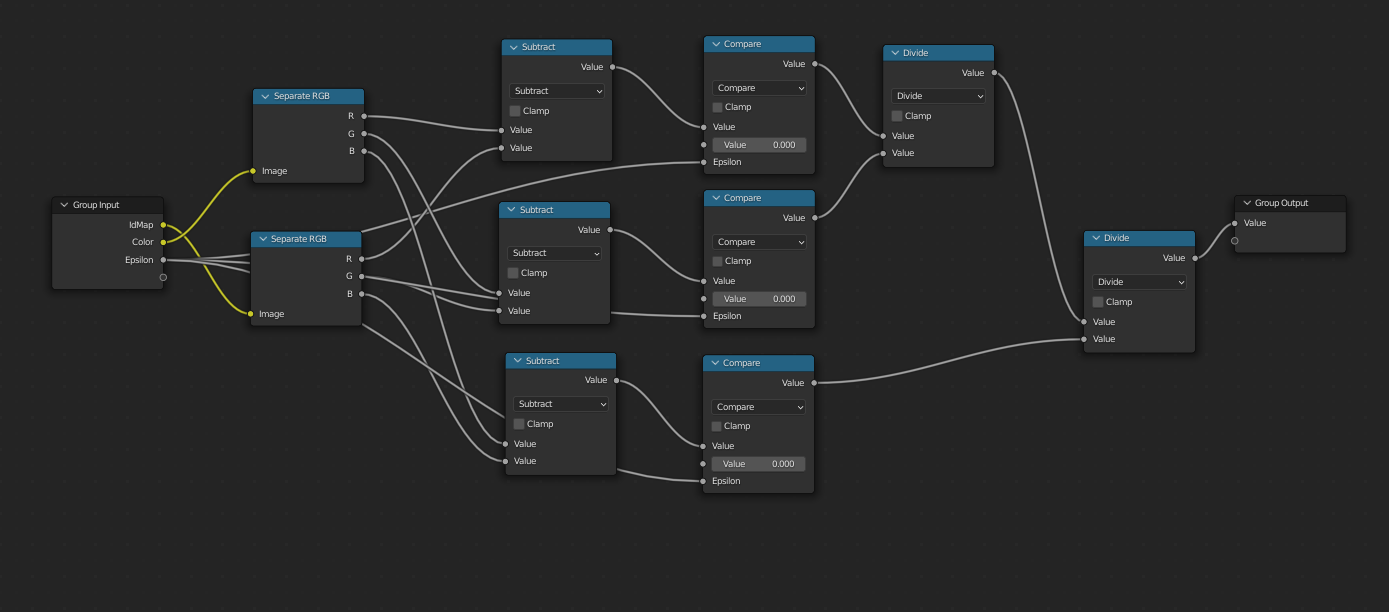 Group Input
IdMap
Color
Epsilon
Separate RGB
R
G
B
Image
Separate RGB
R
G
B
Image
Subtract
Value
Subtract
Clamp
Value
Value
Subtract
Value
Subtract
Clamp
Value
Value
Subtract
Value
Subtract
Clamp
Value
Value
Compare
Value
Compare
Clamp
Value
Value 0.000
Epsilon
Compare
Value
Compare
Clamp
Value
Value 0.000
Epsilon
Compare
Value
Compare
Clamp
Value
Value 0.000
Epsilon
Divide
Value
Divide
Clamp
Value
Value
Divide
Value
Divide
Clamp
Value
Value
Group Output
Value